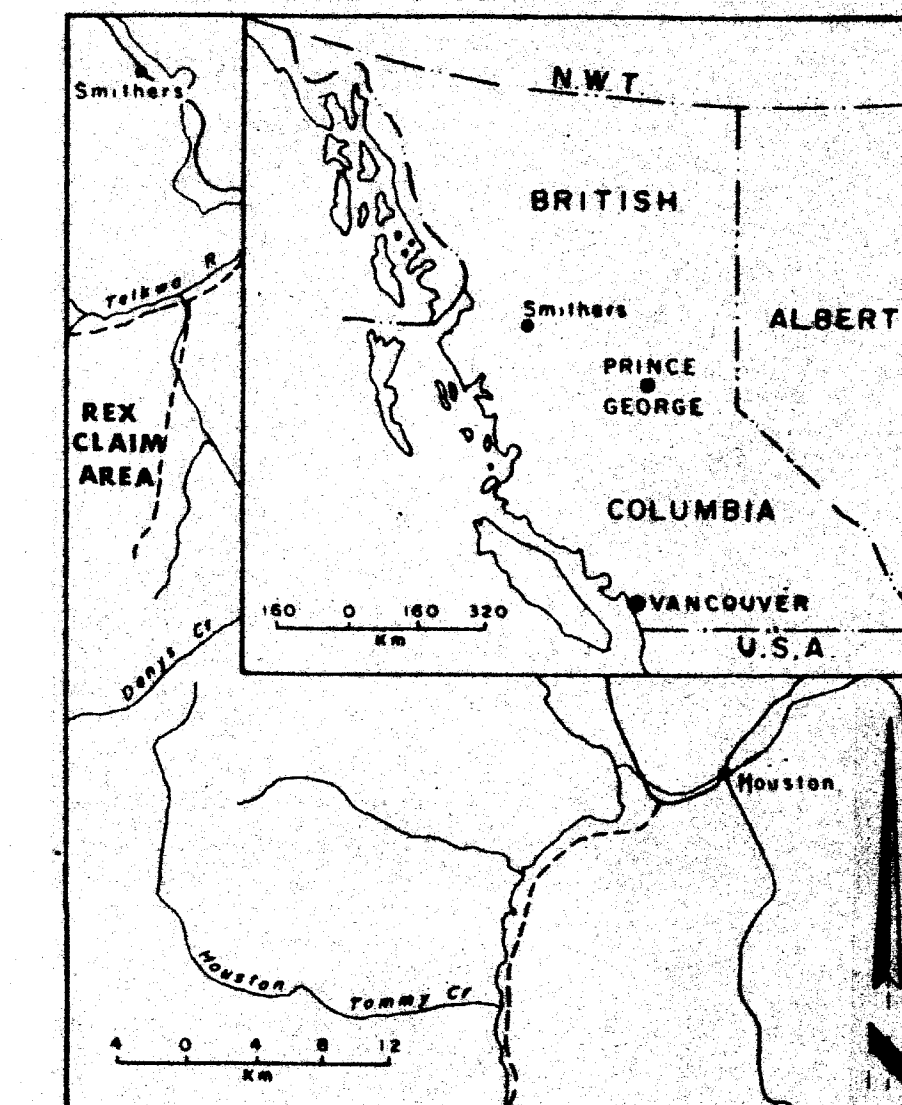 Smithers
N.W.T.
BRITISH
Telkwa R
Smithers
ALBERT
PRINCE
GEORGE
REX
CLAIM
AREA
COLUMBIA
160 0 160 320
Km
VANCOUVER
U.S.A.
Denys Cr
Houston
Houston Tommy Cr
4 0 4 8 12
Km